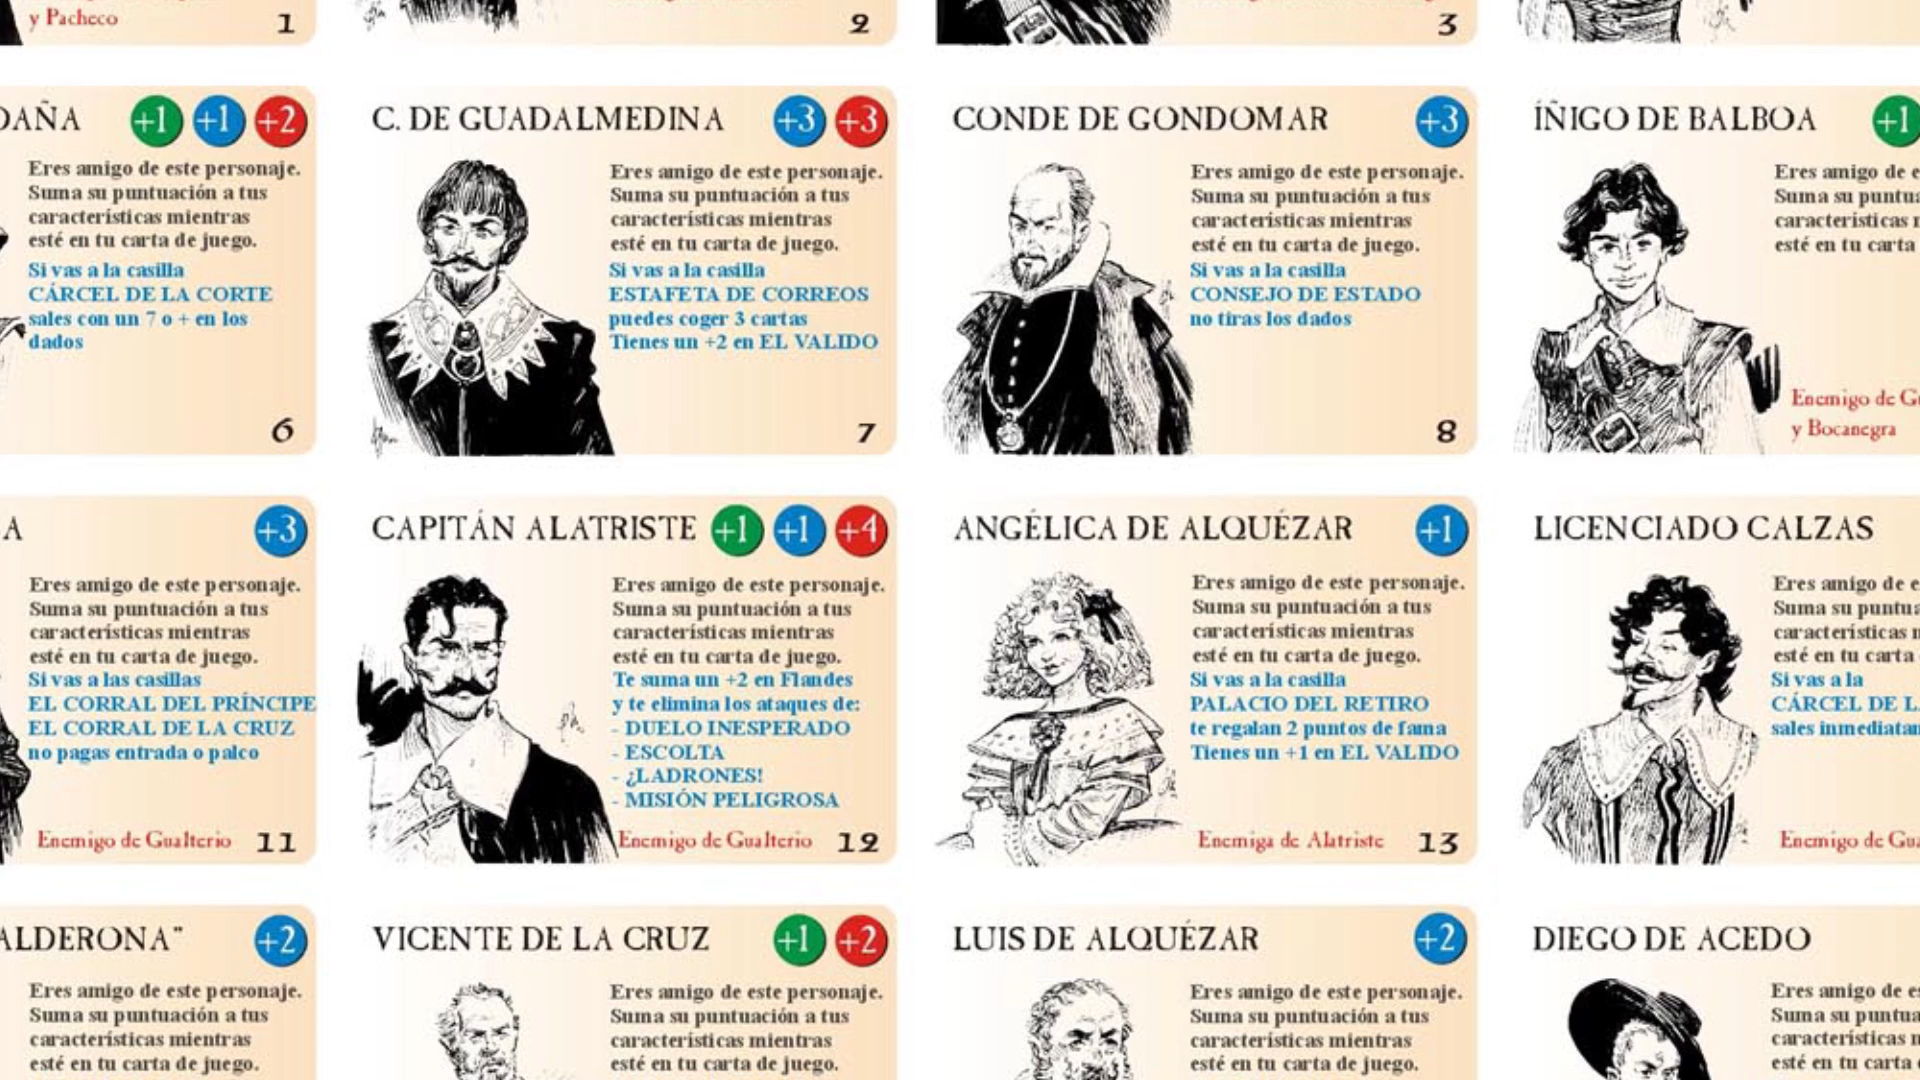 y Pacheco
1
2
3
DAÑA
+1
+1
+2
Eres amigo de este personaje.
Suma su puntuación a tus
características mientras
esté en tu carta de juego.
Si vas a la casilla
CÁRCEL DE LA CORTE
sales con un 7 o + en los
dados
6
C. DE GUADALMEDINA
+3
+3
Eres amigo de este personaje.
Suma su puntuación a tus
características mientras
esté en tu carta de juego.
Si vas a la casilla
ESTAFETA DE CORREOS
puedes coger 3 cartas
Tienes un +2 en EL VALIDO
7
CONDE DE GONDOMAR
+3
Eres amigo de este personaje.
Suma su puntuación a tus
características mientras
esté en tu carta de juego.
Si vas a la casilla
CONSEJO DE ESTADO
no tiras los dados
8
ÍÑIGO DE BALBOA
+1
Eres amigo de e
Suma su puntua
características m
esté en tu carta
Enemigo de Gu
y Bocanegra
A
+3
Eres amigo de este personaje.
Suma su puntuación a tus
características mientras
esté en tu carta de juego.
Si vas a las casillas
EL CORRAL DEL PRÍNCIPE
EL CORRAL DE LA CRUZ
no pagas entrada o palco
Enemigo de Gualterio
11
CAPITÁN ALATRISTE
+1
+1
+4
Eres amigo de este personaje.
Suma su puntuación a tus
características mientras
esté en tu carta de juego.
Te suma un +2 en Flandes
y te elimina los ataques de:
- DUELO INESPERADO
- ESCOLTA
- ¿LADRONES!
- MISIÓN PELIGROSA
Enemigo de Gualterio
12
ANGÉLICA DE ALQUÉZAR
+1
Eres amigo de este personaje.
Suma su puntuación a tus
características mientras
esté en tu carta de juego.
Si vas a la casilla
PALACIO DEL RETIRO
te regalan 2 puntos de fama
Tienes un +1 en EL VALIDO
Enemiga de Alatriste
13
LICENCIADO CALZAS
Eres amigo de e
Suma su puntua
características m
esté en tu carta
Si vas a la
CÁRCEL DE L
sales inmediatan
Enemigo de Gua
ALDERONA"
+2
Eres amigo de este personaje.
Suma su puntuación a tus
características mientras
esté en tu carta de juego.
VICENTE DE LA CRUZ
+1
+2
Eres amigo de este personaje.
Suma su puntuación a tus
características mientras
esté en tu carta de juego.
LUIS DE ALQUÉZAR
+2
Eres amigo de este personaje.
Suma su puntuación a tus
características mientras
esté en tu carta de juego.
DIEGO DE ACEDO
Eres amigo de es
Suma su puntua
características m
esté en tu carta